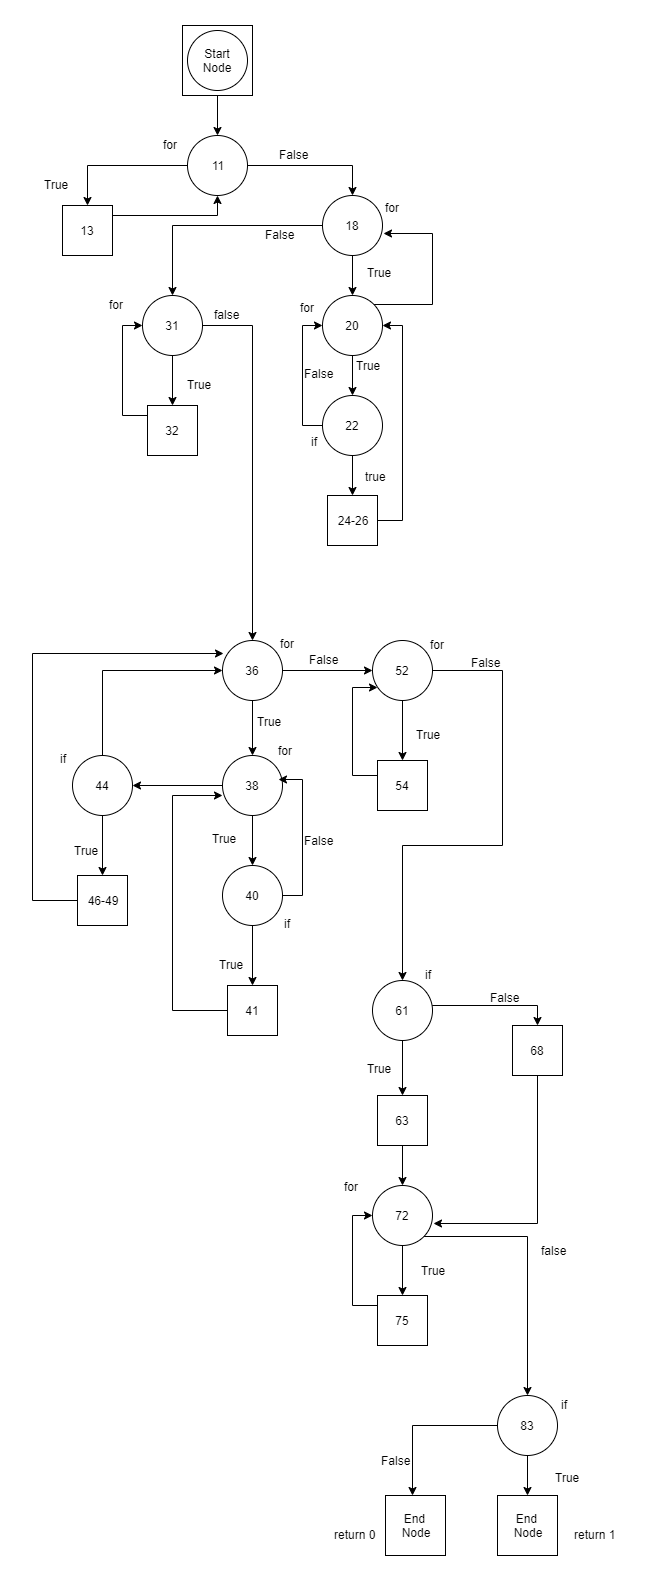 Start
Node
for
11
False
True
13
18
for
False
True
for
31
false
for
20
True
False
True
22
if
32
true
24-26
for
36
False
for
52
False
True
True
if
44
for
38
54
True
True
False
46-49
40
if
True
41
if
61
False
68
True
63
for
72
false
True
75
if
83
False
True
End
Node
return 0
End
Node
return 1